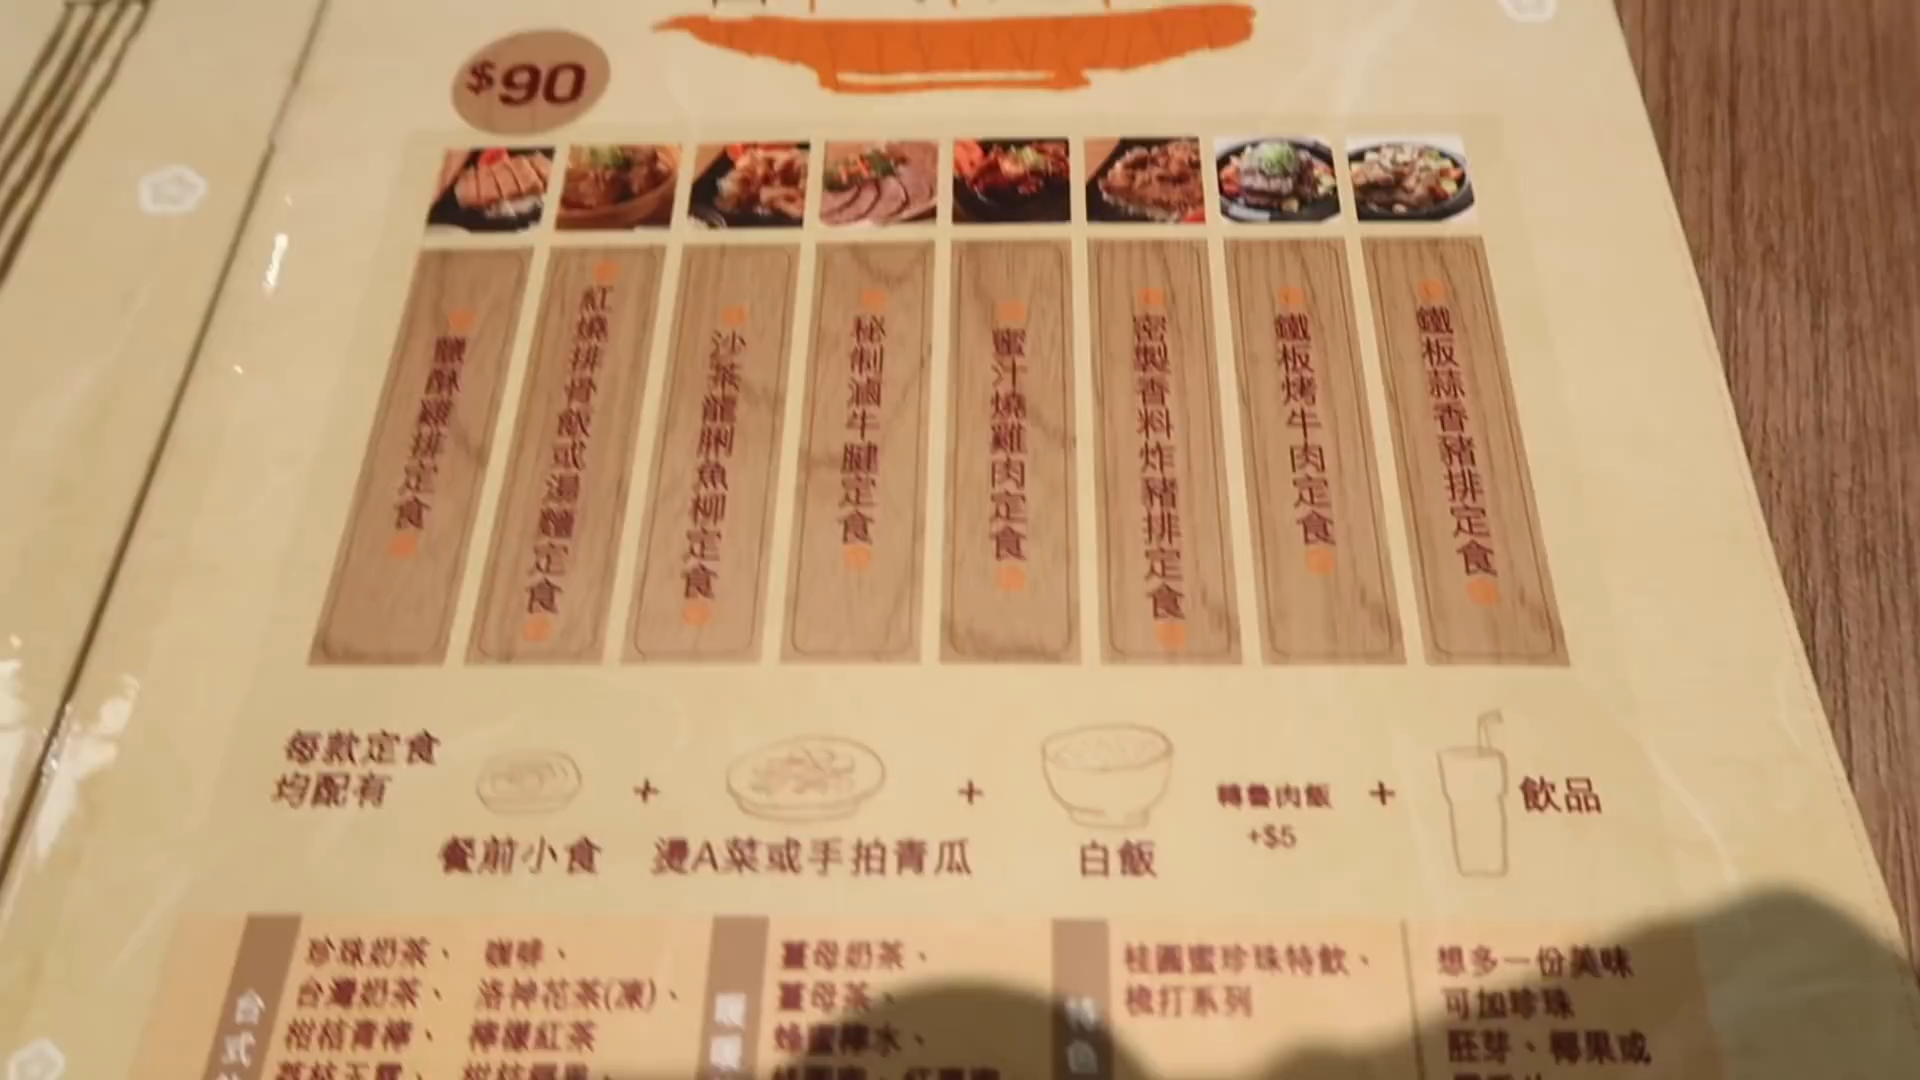 $90
鹽酥雞排定食
紅燒排骨飯或湯麵定食
沙茶龍脷魚柳定食
秘制滷牛腱定食
蜜汁燒雞肉定食
密製香料炸豬排定食
鐵板烤牛肉定食
鐵板蒜香豬排定食
每款定食
均配有
餐前小食
+
燙A菜或手拍青瓜
+
白飯
轉魯肉飯
+$5
+
飲品
珍珠奶茶、 咖啡、
台灣奶茶、 洛神花茶(凍)、
柑桔青檸、 檸檬紅茶
薑母奶茶、
薑母茶、
桂圓蜜珍珠特飲、
梳打系列
想多一份美味
可加珍珠
胚芽、椰果或